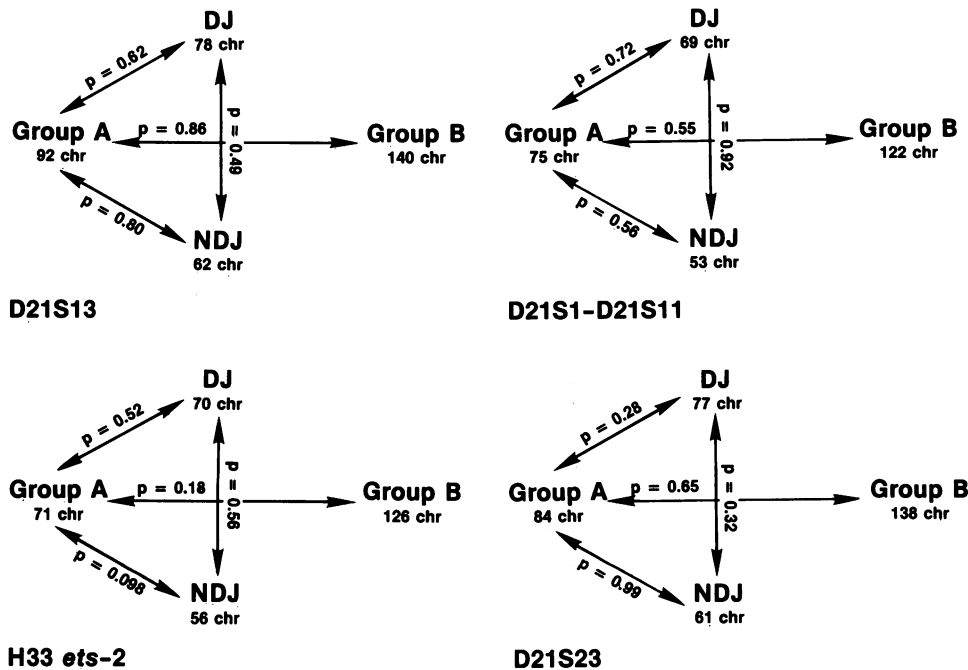 DJ
78 chr
p = 0.62
Group A
92 chr
p = 0.86
p = 0.49
Group B
140 chr
p = 0.80
NDJ
62 chr
D21S13
DJ
69 chr
p = 0.72
Group A
75 chr
p = 0.55
p = 0.92
Group B
122 chr
p = 0.56
NDJ
53 chr
D21S1-D21S11
DJ
70 chr
p = 0.52
Group A
71 chr
p = 0.18
p = 0.56
Group B
126 chr
p = 0.098
NDJ
56 chr
H33 ets-2
DJ
77 chr
p = 0.28
Group A
84 chr
p = 0.65
p = 0.32
Group B
138 chr
p = 0.99
NDJ
61 chr
D21S23